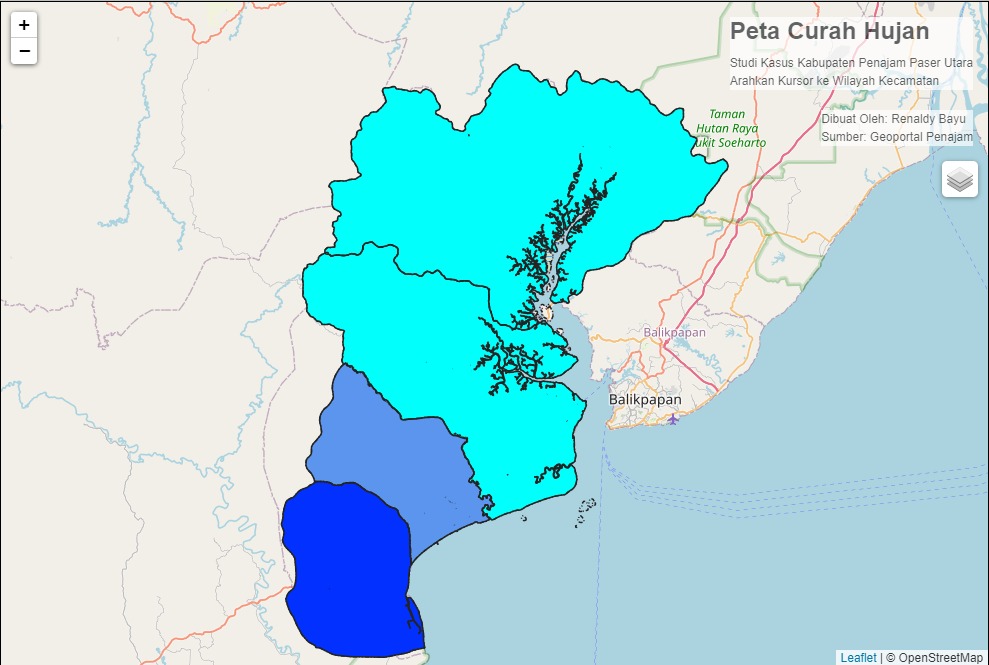 +
−
Peta Curah Hujan
Studi Kasus Kabupaten Penajam Paser Utara
Arahkan Kursor ke Wilayah Kecamatan
Taman
Hutan Raya
ukit Soeharto
Dibuat Oleh: Renaldy Bayu
Sumber: Geoportal Penajam
Balikpapan
Balikpapan
Leaflet | © OpenStreetMap